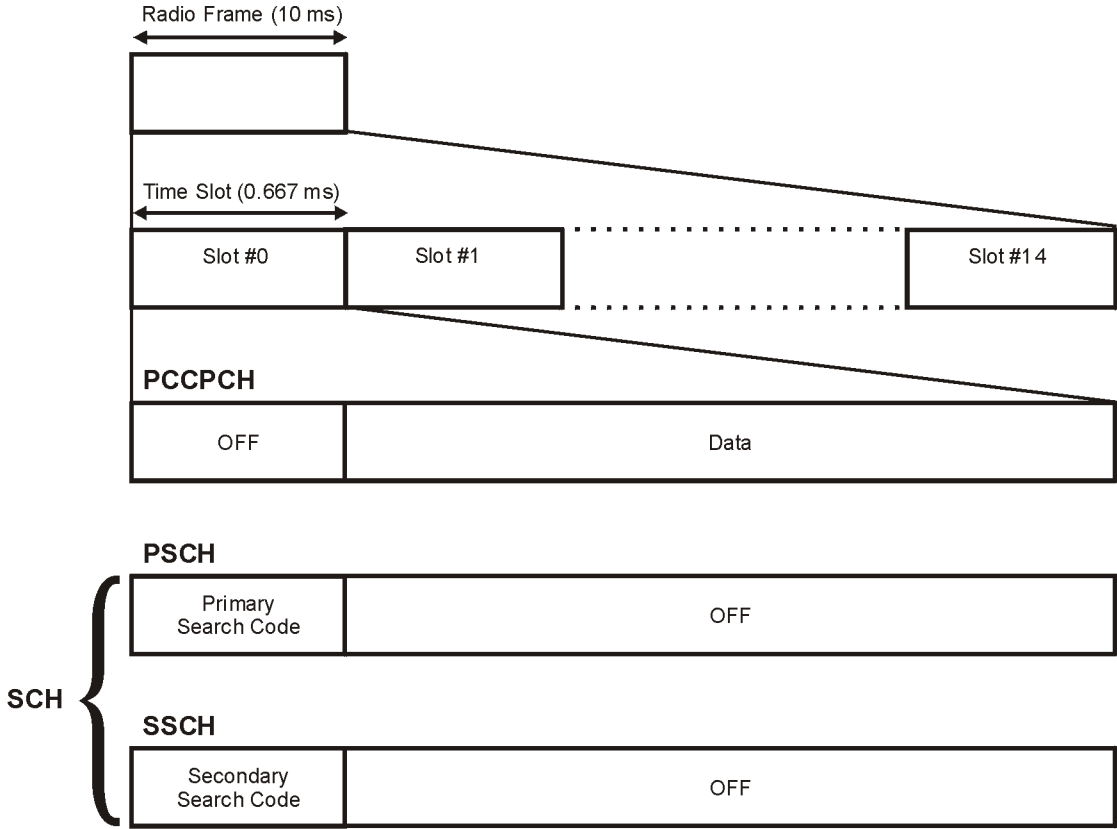 Radio Frame (10 ms)
Time Slot (0.667 ms)
Slot #0
Slot #1
Slot #14
PCCPCH
OFF
Data
PSCH
Primary
Search Code
OFF
SCH
SSCH
Secondary
Search Code
OFF